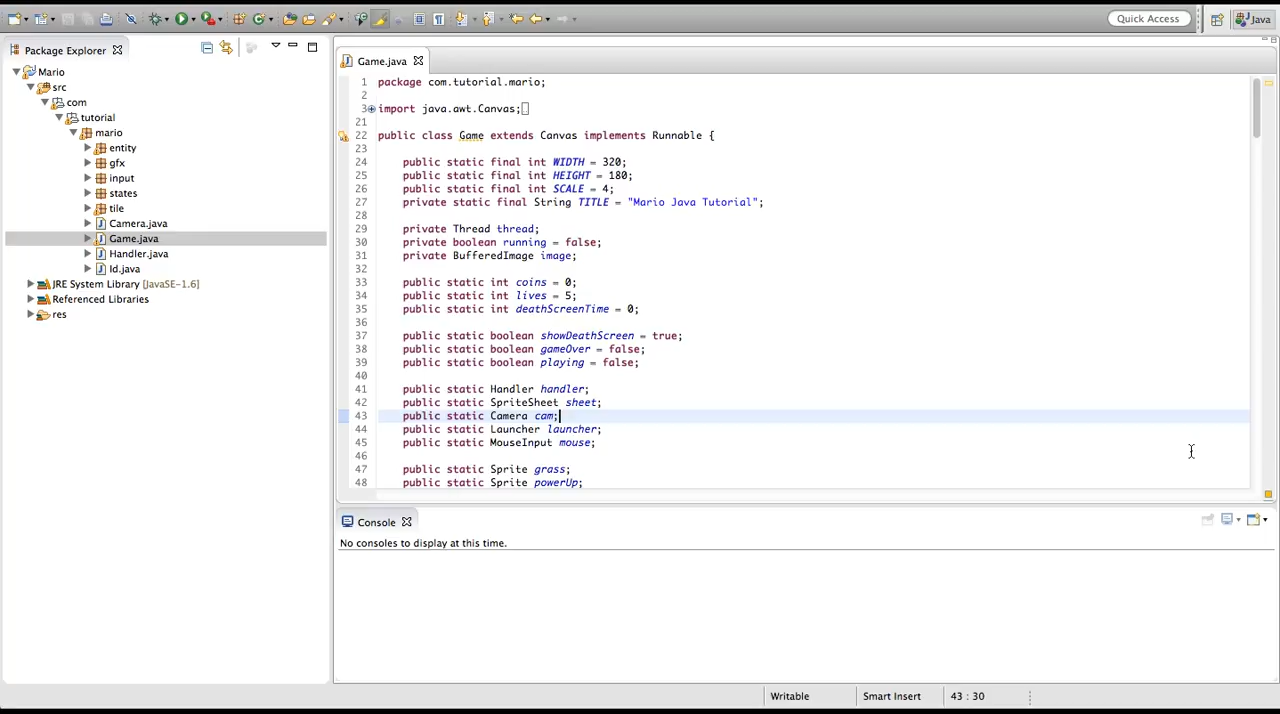 Quick Access
Java
Package Explorer
Mario
src
com
tutorial
mario
entity
gfx
input
states
tile
Camera.java
Game.java
Handler.java
Id.java
JRE System Library [JavaSE-1.6]
Referenced Libraries
res
Game.java
1 package com.tutorial.mario;
2
3 import java.awt.Canvas;
21
22 public class Game extends Canvas implements Runnable {
23
24 public static final int WIDTH = 320;
25 public static final int HEIGHT = 180;
26 public static final int SCALE = 4;
27 private static final String TITLE = "Mario Java Tutorial";
28
29 private Thread thread;
30 private boolean running = false;
31 private BufferedImage image;
32
33 public static int coins = 0;
34 public static int lives = 5;
35 public static int deathScreenTime = 0;
36
37 public static boolean showDeathScreen = true;
38 public static boolean gameOver = false;
39 public static boolean playing = false;
40
41 public static Handler handler;
42 public static SpriteSheet sheet;
43 public static Camera cam;
44 public static Launcher launcher;
45 public static MouseInput mouse;
46
47 public static Sprite grass;
48 public static Sprite powerUp;
Console
No consoles to display at this time.
Writable
Smart Insert
43 : 30